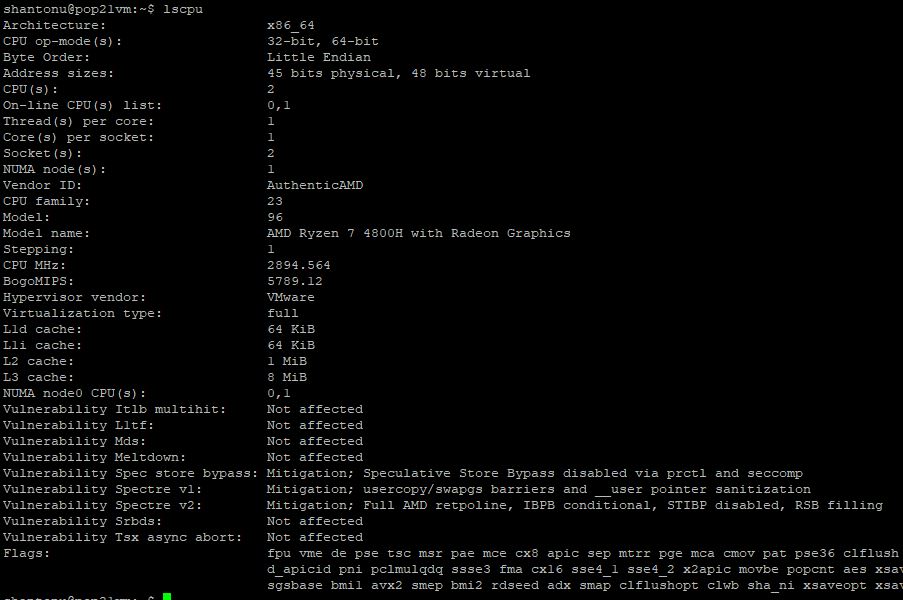 shantonu@pop21vm:~$ lscpu
Architecture: x86_64
CPU op-mode(s): 32-bit, 64-bit
Byte Order: Little Endian
Address sizes: 45 bits physical, 48 bits virtual
CPU(s): 2
On-line CPU(s) list: 0,1
Thread(s) per core: 1
Core(s) per socket: 1
Socket(s): 2
NUMA node(s): 1
Vendor ID: AuthenticAMD
CPU family: 23
Model: 96
Model name: AMD Ryzen 7 4800H with Radeon Graphics
Stepping: 1
CPU MHz: 2894.564
BogoMIPS: 5789.12
Hypervisor vendor: VMware
Virtualization type: full
L1d cache: 64 KiB
L1i cache: 64 KiB
L2 cache: 1 MiB
L3 cache: 8 MiB
NUMA node0 CPU(s): 0,1
Vulnerability Itlb multihit: Not affected
Vulnerability L1tf: Not affected
Vulnerability Mds: Not affected
Vulnerability Meltdown: Not affected
Vulnerability Spec store bypass: Mitigation; Speculative Store Bypass disabled via prctl and seccomp
Vulnerability Spectre v1: Mitigation; usercopy/swapgs barriers and __user pointer sanitization
Vulnerability Spectre v2: Mitigation; Full AMD retpoline, IBPB conditional, STIBP disabled, RSB filling
Vulnerability Srbds: Not affected
Vulnerability Tsx async abort: Not affected
Flags: fpu vme de pse tsc msr pae mce cx8 apic sep mtrr pge mca cmov pat pse36 clflush
d_apicid pni pclmulqdq ssse3 fma cx16 sse4_1 sse4_2 x2apic movbe popcnt aes xsav
sgsbase bmi1 avx2 smep bmi2 rdseed adx smap clflushopt clwb sha_ni xsaveopt xsav
shantonu@pop21vm:~$